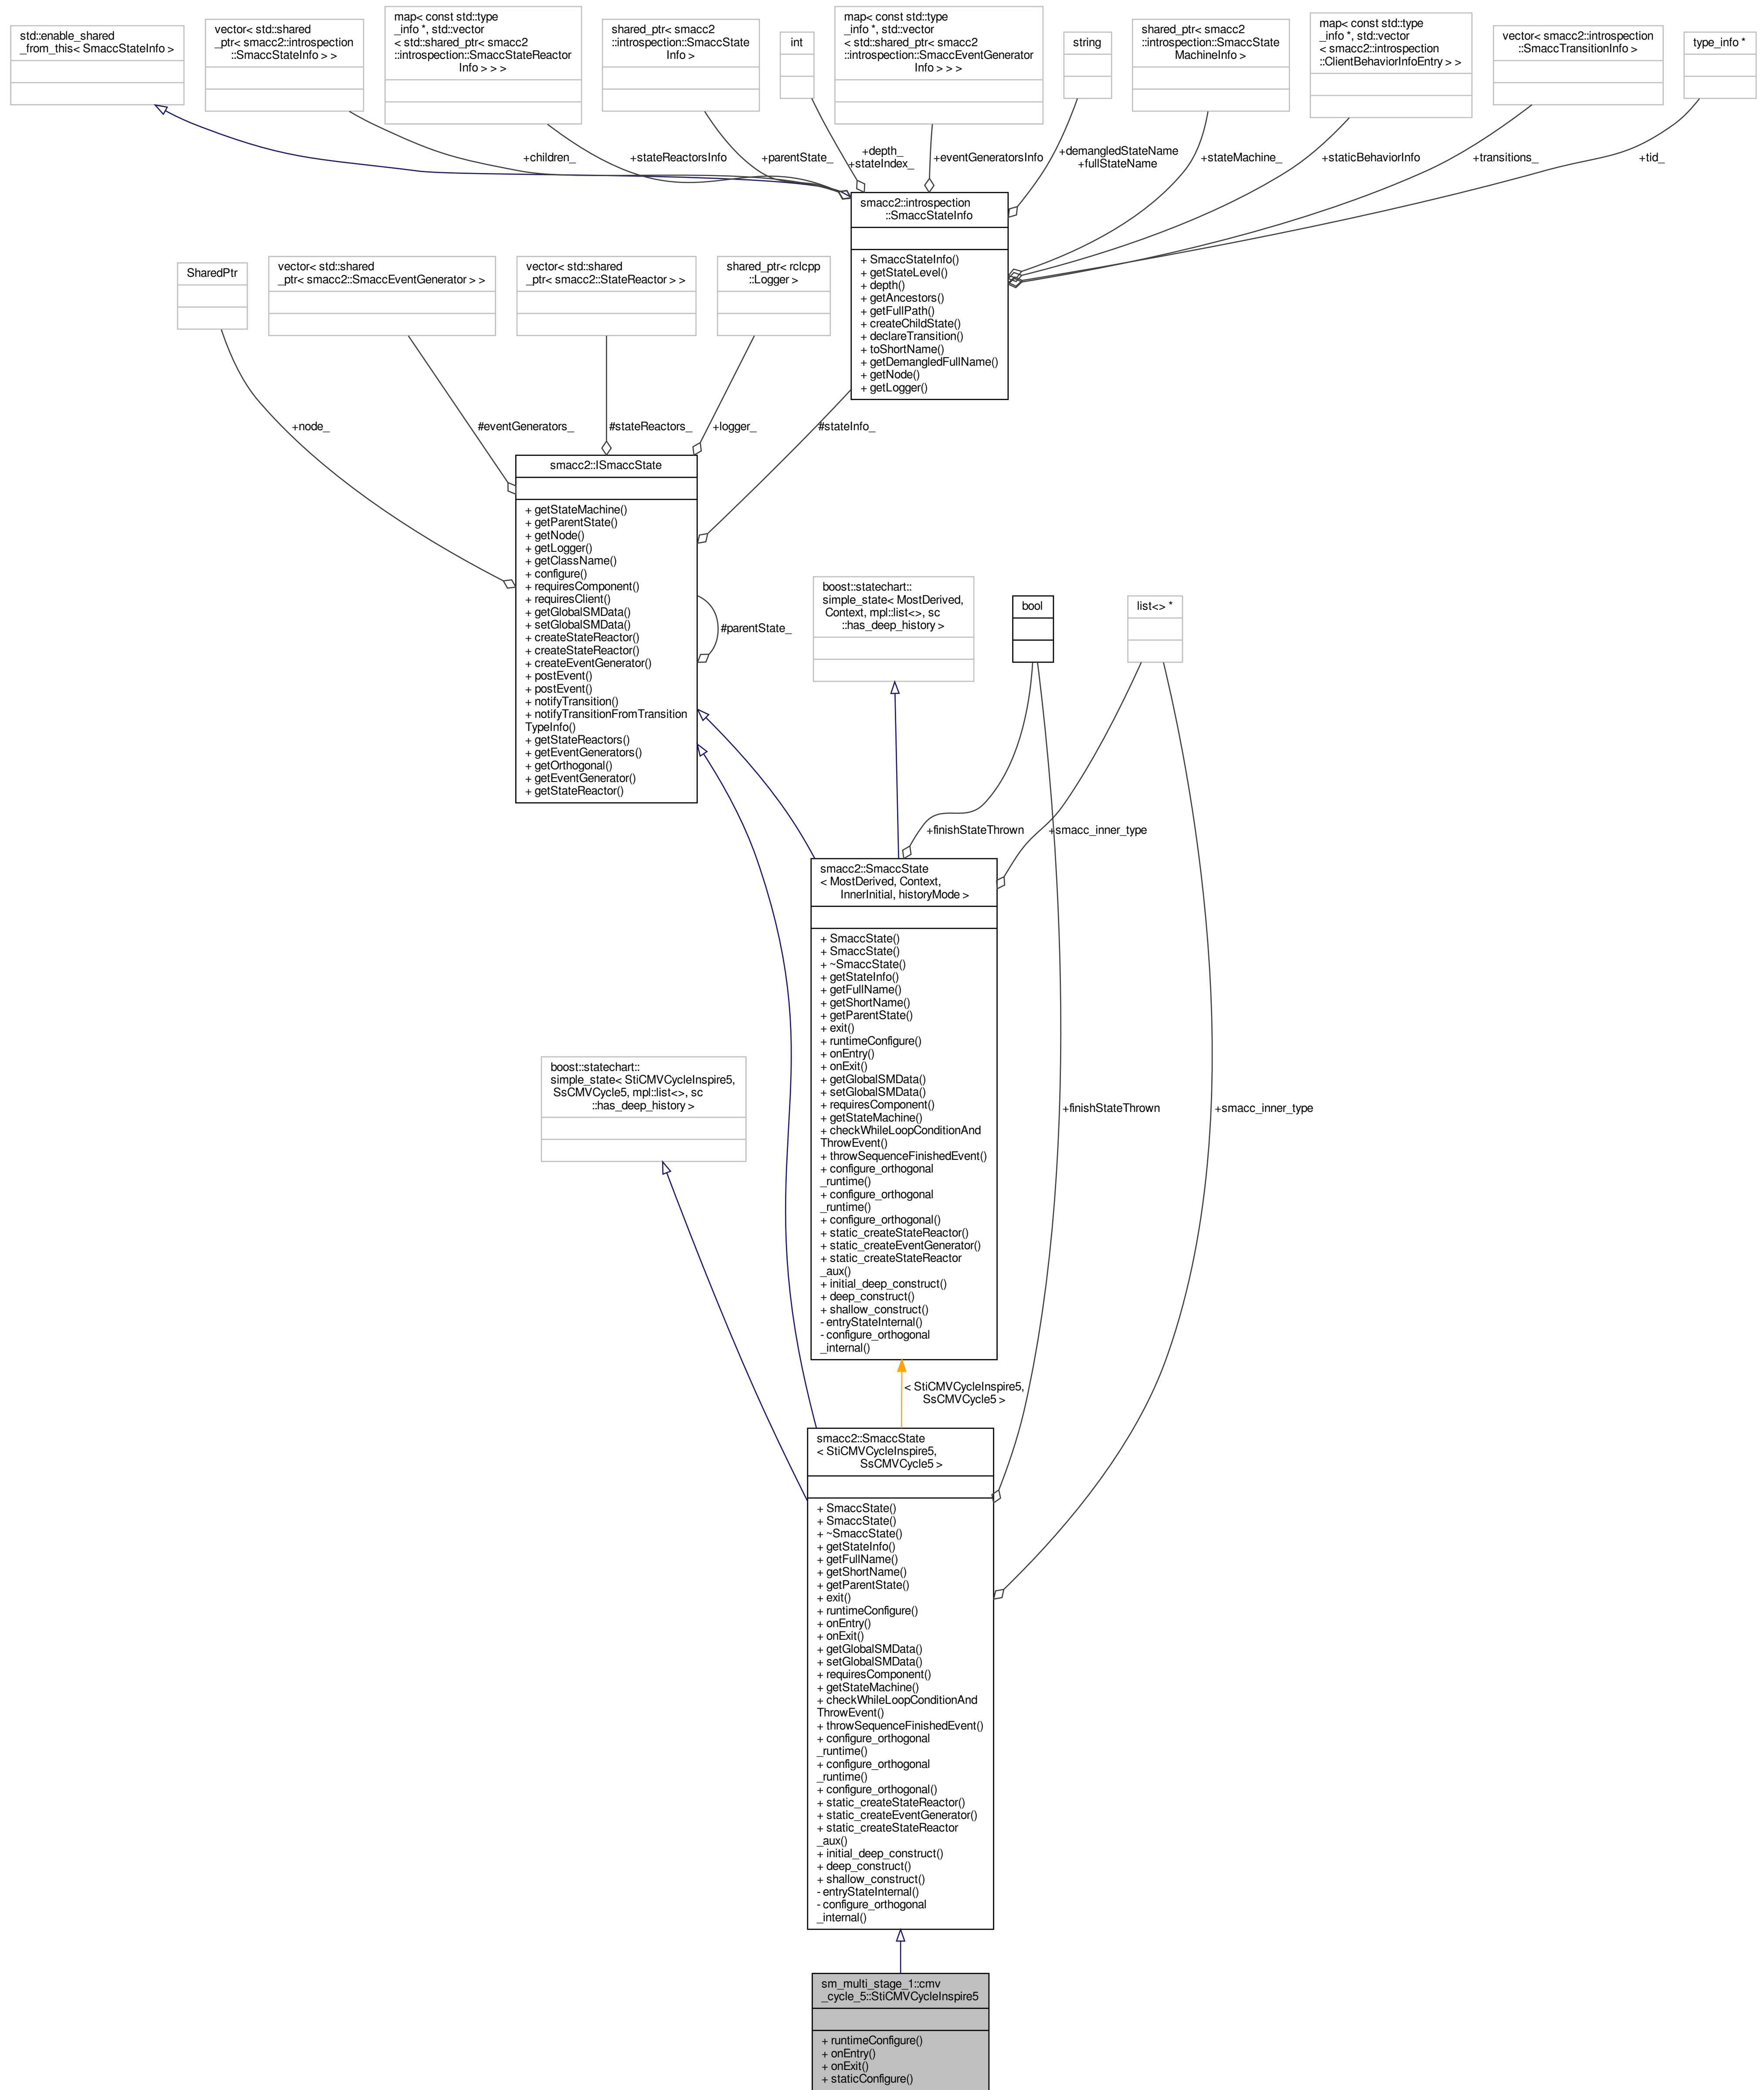 std::enable_shared
_from_this< SmaccStateInfo >
vector< std::shared
_ptr< smacc2::introspection
::SmaccStateInfo > >
map< const std::type
_info *, std::vector
< std::shared_ptr< smacc2
::introspection::SmaccStateReactor
Info > > >
shared_ptr< smacc2
::introspection::SmaccState
Info >
int
map< const std::type
_info *, std::vector
< std::shared_ptr< smacc2
::introspection::SmaccEventGenerator
Info > > >
string
shared_ptr< smacc2
::introspection::SmaccState
MachineInfo >
map< const std::type
_info *, std::vector
< smacc2::introspection
::ClientBehaviorInfoEntry > >
vector< smacc2::introspection
::SmaccTransitionInfo >
type_info *
+children_
+stateReactorsInfo
+parentState_
+depth_
+stateIndex_
+eventGeneratorsInfo
+demangledStateName
+fullStateName
+stateMachine_
+staticBehaviorInfo
+transitions_
+tid_
smacc2::introspection
::SmaccStateInfo
+ SmaccStateInfo()
+ getStateLevel()
+ depth()
+ getAncestors()
+ getFullPath()
+ createChildState()
+ declareTransition()
+ toShortName()
+ getDemangledFullName()
+ getNode()
+ getLogger()
SharedPtr
vector< std::shared
_ptr< smacc2::SmaccEventGenerator > >
vector< std::shared
_ptr< smacc2::StateReactor > >
shared_ptr< rclcpp
::Logger >
+node_
#eventGenerators_
#stateReactors_
+logger_
#stateInfo_
smacc2::ISmaccState
+ getStateMachine()
+ getParentState()
+ getNode()
+ getLogger()
+ getClassName()
+ configure()
+ requiresComponent()
+ requiresClient()
+ getGlobalSMData()
+ setGlobalSMData()
+ createStateReactor()
+ createStateReactor()
+ createEventGenerator()
+ postEvent()
+ postEvent()
+ notifyTransition()
+ notifyTransitionFromTransition
TypeInfo()
+ getStateReactors()
+ getEventGenerators()
+ getOrthogonal()
+ getEventGenerator()
+ getStateReactor()
#parentState_
boost::statechart::
simple_state< MostDerived,
Context, mpl::list<>, sc
::has_deep_history >
bool
list<> *
+finishStateThrown
+smacc_inner_type
smacc2::SmaccState
< MostDerived, Context,
InnerInitial, historyMode >
+ SmaccState()
+ SmaccState()
+ ~SmaccState()
+ getStateInfo()
+ getFullName()
+ getShortName()
+ getParentState()
+ exit()
+ runtimeConfigure()
+ onEntry()
+ onExit()
+ getGlobalSMData()
+ setGlobalSMData()
+ requiresComponent()
+ getStateMachine()
+ checkWhileLoopConditionAnd
ThrowEvent()
+ throwSequenceFinishedEvent()
+ configure_orthogonal
_runtime()
+ configure_orthogonal
_runtime()
+ configure_orthogonal()
+ static_createStateReactor()
+ static_createEventGenerator()
+ static_createStateReactor
_aux()
+ initial_deep_construct()
+ deep_construct()
+ shallow_construct()
- entryStateInternal()
- configure_orthogonal
_internal()
boost::statechart::
simple_state< StiCMVCycleInspire5,
SsCMVCycle5, mpl::list<>, sc
::has_deep_history >
+finishStateThrown
+smacc_inner_type
< StiCMVCycleInspire5,
SsCMVCycle5 >
smacc2::SmaccState
< StiCMVCycleInspire5,
SsCMVCycle5 >
+ SmaccState()
+ SmaccState()
+ ~SmaccState()
+ getStateInfo()
+ getFullName()
+ getShortName()
+ getParentState()
+ exit()
+ runtimeConfigure()
+ onEntry()
+ onExit()
+ getGlobalSMData()
+ setGlobalSMData()
+ requiresComponent()
+ getStateMachine()
+ checkWhileLoopConditionAnd
ThrowEvent()
+ throwSequenceFinishedEvent()
+ configure_orthogonal
_runtime()
+ configure_orthogonal
_runtime()
+ configure_orthogonal()
+ static_createStateReactor()
+ static_createEventGenerator()
+ static_createStateReactor
_aux()
+ initial_deep_construct()
+ deep_construct()
+ shallow_construct()
- entryStateInternal()
- configure_orthogonal
_internal()
sm_multi_stage_1::cmv
_cycle_5::StiCMVCycleInspire5
+ runtimeConfigure()
+ onEntry()
+ onExit()
+ staticConfigure()